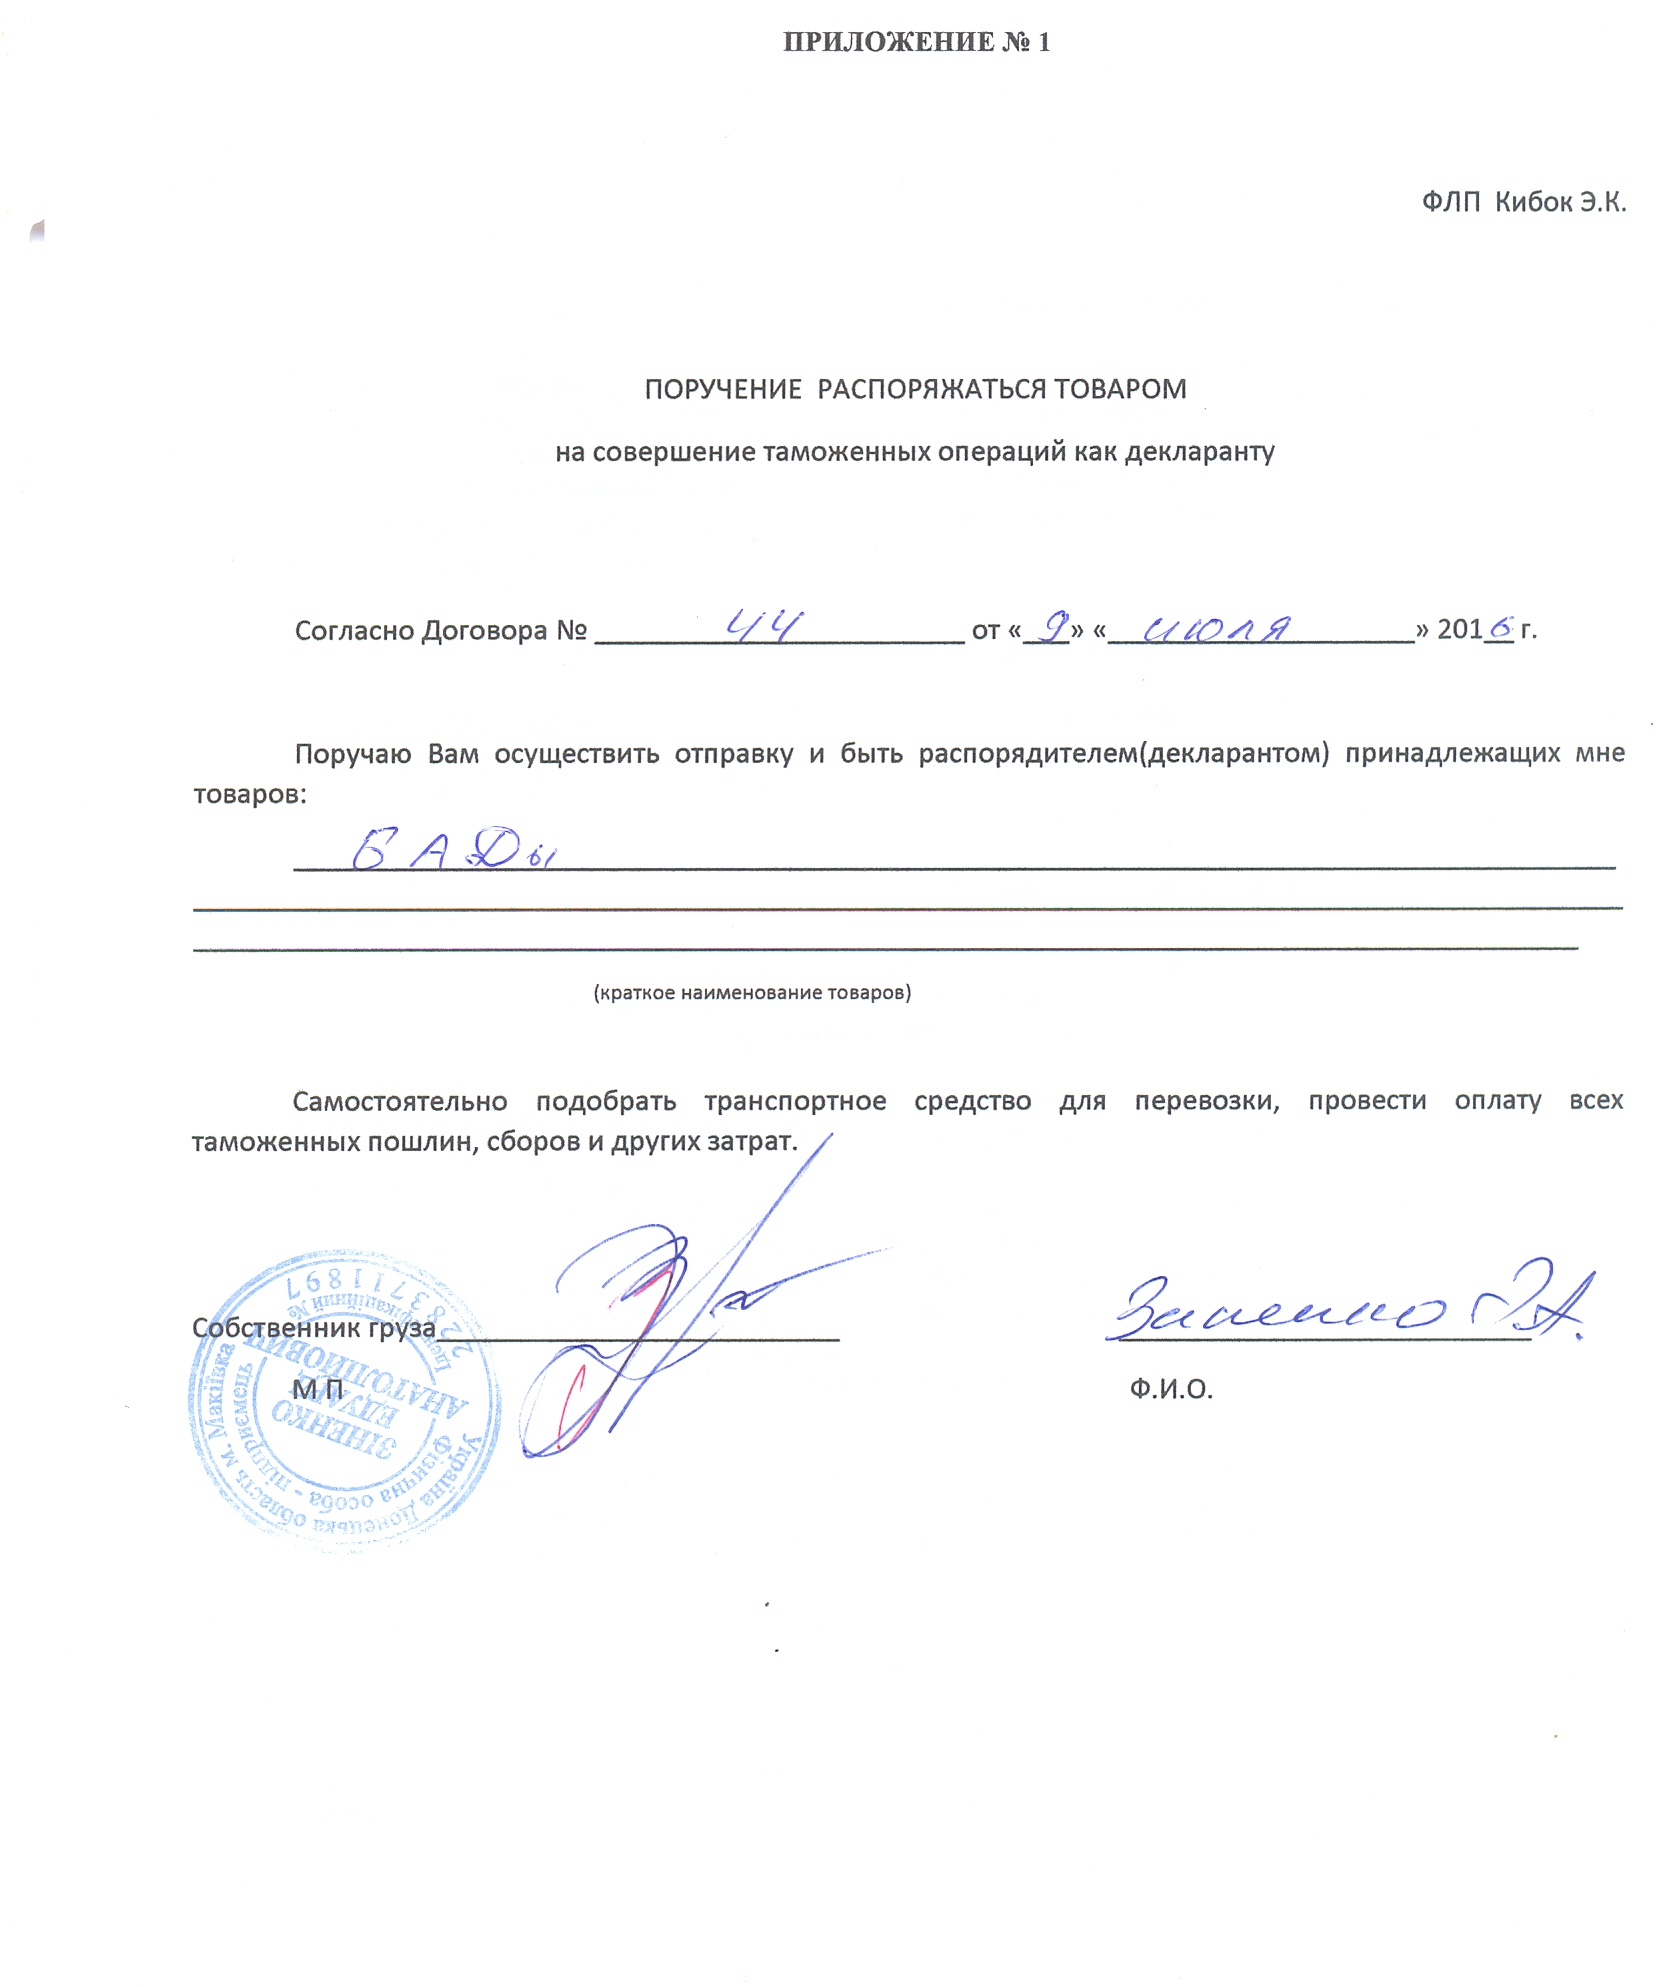 ПРИЛОЖЕНИЕ № 1
ФЛП Кибок Э.К.
ПОРУЧЕНИЕ РАСПОРЯЖАТЬСЯ ТОВАРОМ
на совершение таможенных операций как декларанту
Согласно Договора № 44 от «9» «июля» 2016 г.
Поручаю Вам осуществить отправку и быть распорядителем(декларантом) принадлежащих мне
товаров:
БАДы
(краткое наименование товаров)
Самостоятельно подобрать транспортное средство для перевозки, провести оплату всех
таможенных пошлин, сборов и других затрат.
Собственник груза Зиненко Э.А.
М П Ф.И.О.
Україна Донецька область м. Макіївка
Фізична особа - підприємець
Ідентифікаційний №
2837711897
ЗІНЕНКО
ЕДУАРД
АНАТОЛІЙОВИЧ